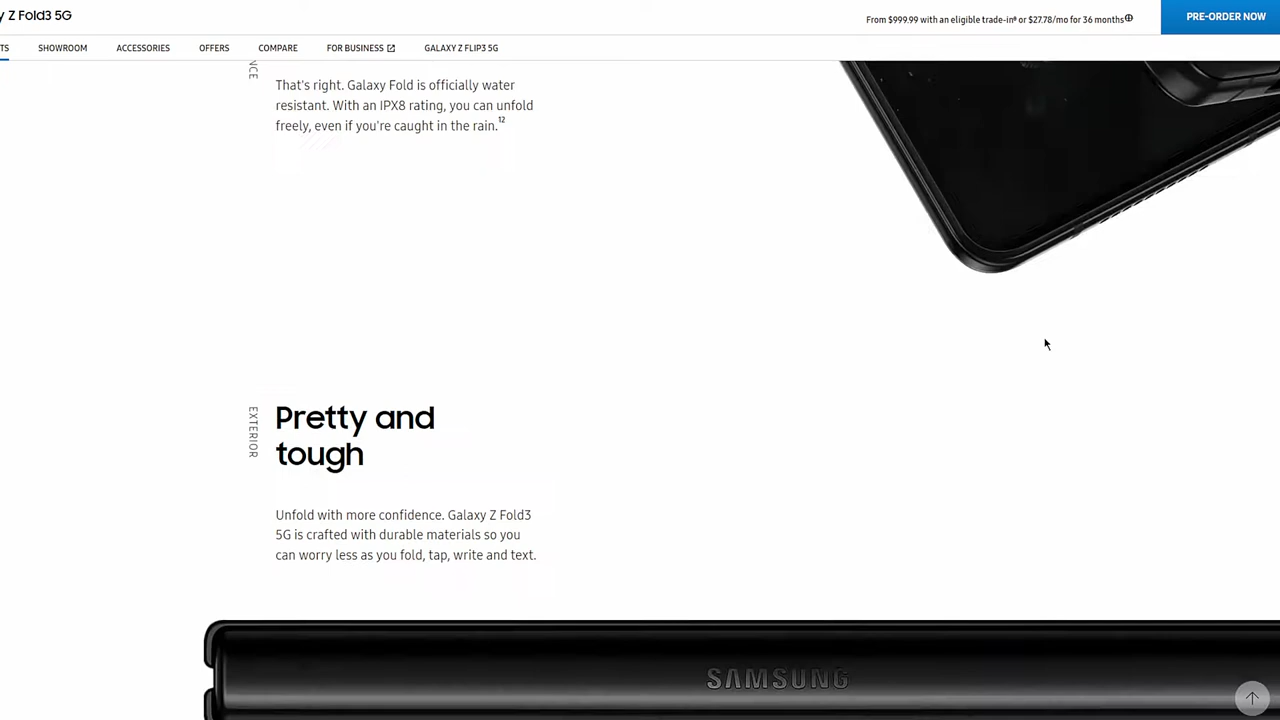 y Z Fold3 5G
From $999.99 with an eligible trade-in⁸ or $27.78/mo for 36 months
PRE-ORDER NOW
TS
SHOWROOM
ACCESSORIES
OFFERS
COMPARE
FOR BUSINESS
GALAXY Z FLIP3 5G
NCE
That's right. Galaxy Fold is officially water
resistant. With an IPX8 rating, you can unfold
freely, even if you're caught in the rain.¹²
EXTERIOR
Pretty and
tough
Unfold with more confidence. Galaxy Z Fold3
5G is crafted with durable materials so you
can worry less as you fold, tap, write and text.
SAMSUNG